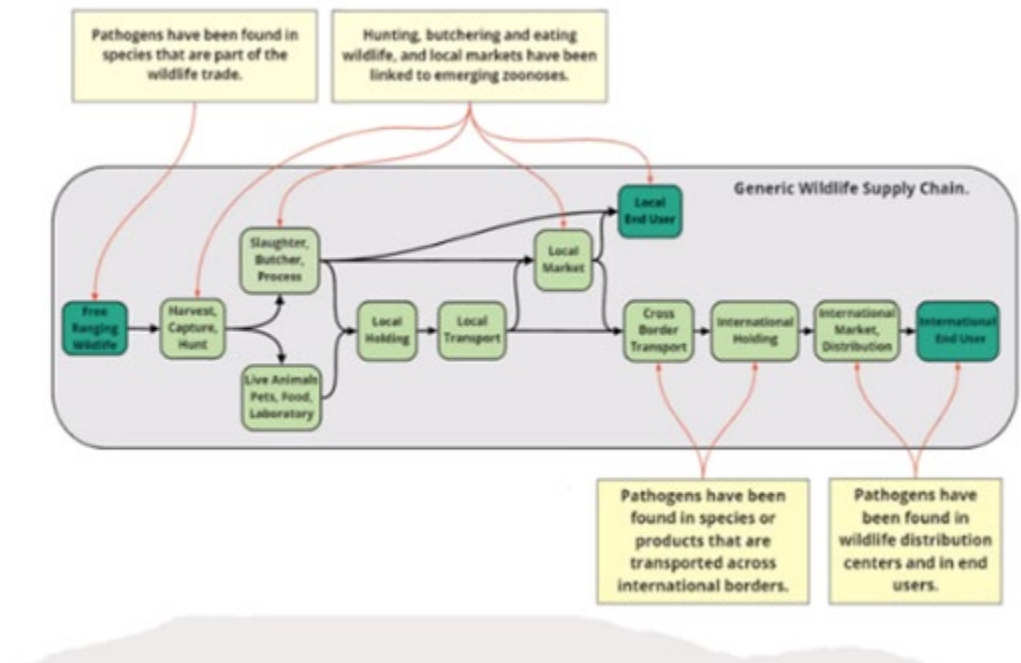 Pathogens have been found in
species that are part of the
wildlife trade.
Hunting, butchering and eating
wildlife, and local markets have been
linked to emerging zoonoses.
Generic Wildlife Supply Chain.
Local
End User
Slaughter,
Butcher,
Process
Local
Market
Free
Ranging
Wildlife
Harvest,
Capture,
Hunt
Local
Holding
Local
Transport
Cross
Border
Transport
International
Holding
International
Market,
Distribution
International
End User
Live Animals
Pets, Food,
Laboratory
Pathogens have been
found in species or
products that are
transported across
international borders.
Pathogens have
been found in
wildlife distribution
centers and in end
users.